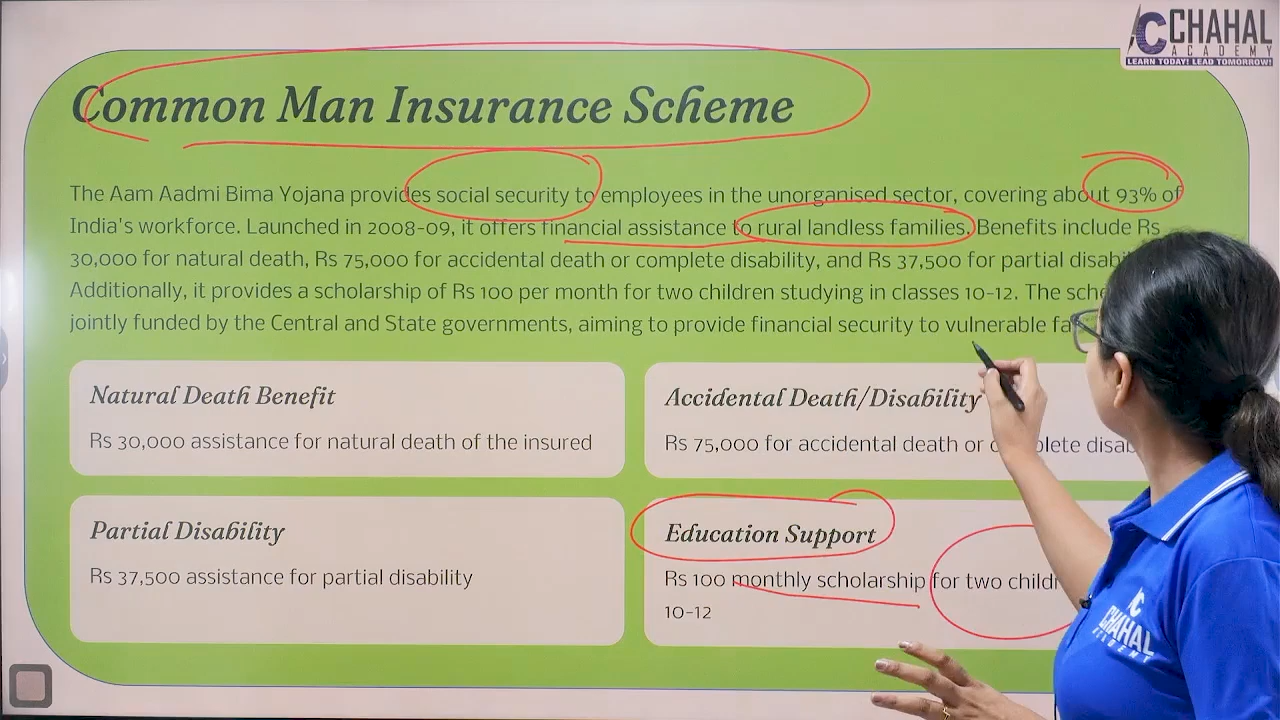 CHAHAL
ACADEMY
LEARN TODAY! LEAD TOMORROW!
Common Man Insurance Scheme
The Aam Aadmi Bima Yojana provides social security to employees in the unorganised sector, covering about 93% of
India's workforce. Launched in 2008-09, it offers financial assistance to rural landless families. Benefits include Rs
30,000 for natural death, Rs 75,000 for accidental death or complete disability, and Rs 37,500 for partial
Additionally, it provides a scholarship of Rs 100 per month for two children studying in classes 10-12. The
jointly funded by the Central and State governments, aiming to provide financial security to vulnerable
Natural Death Benefit
Rs 30,000 assistance for natural death of the insured
Accidental Death/Disability
Rs 75,000 for accidental death or
Partial Disability
Rs 37,500 assistance for partial disability
Education Support
Rs 100 monthly scholarship for two
10-12
CHAHAL
ACADEMY